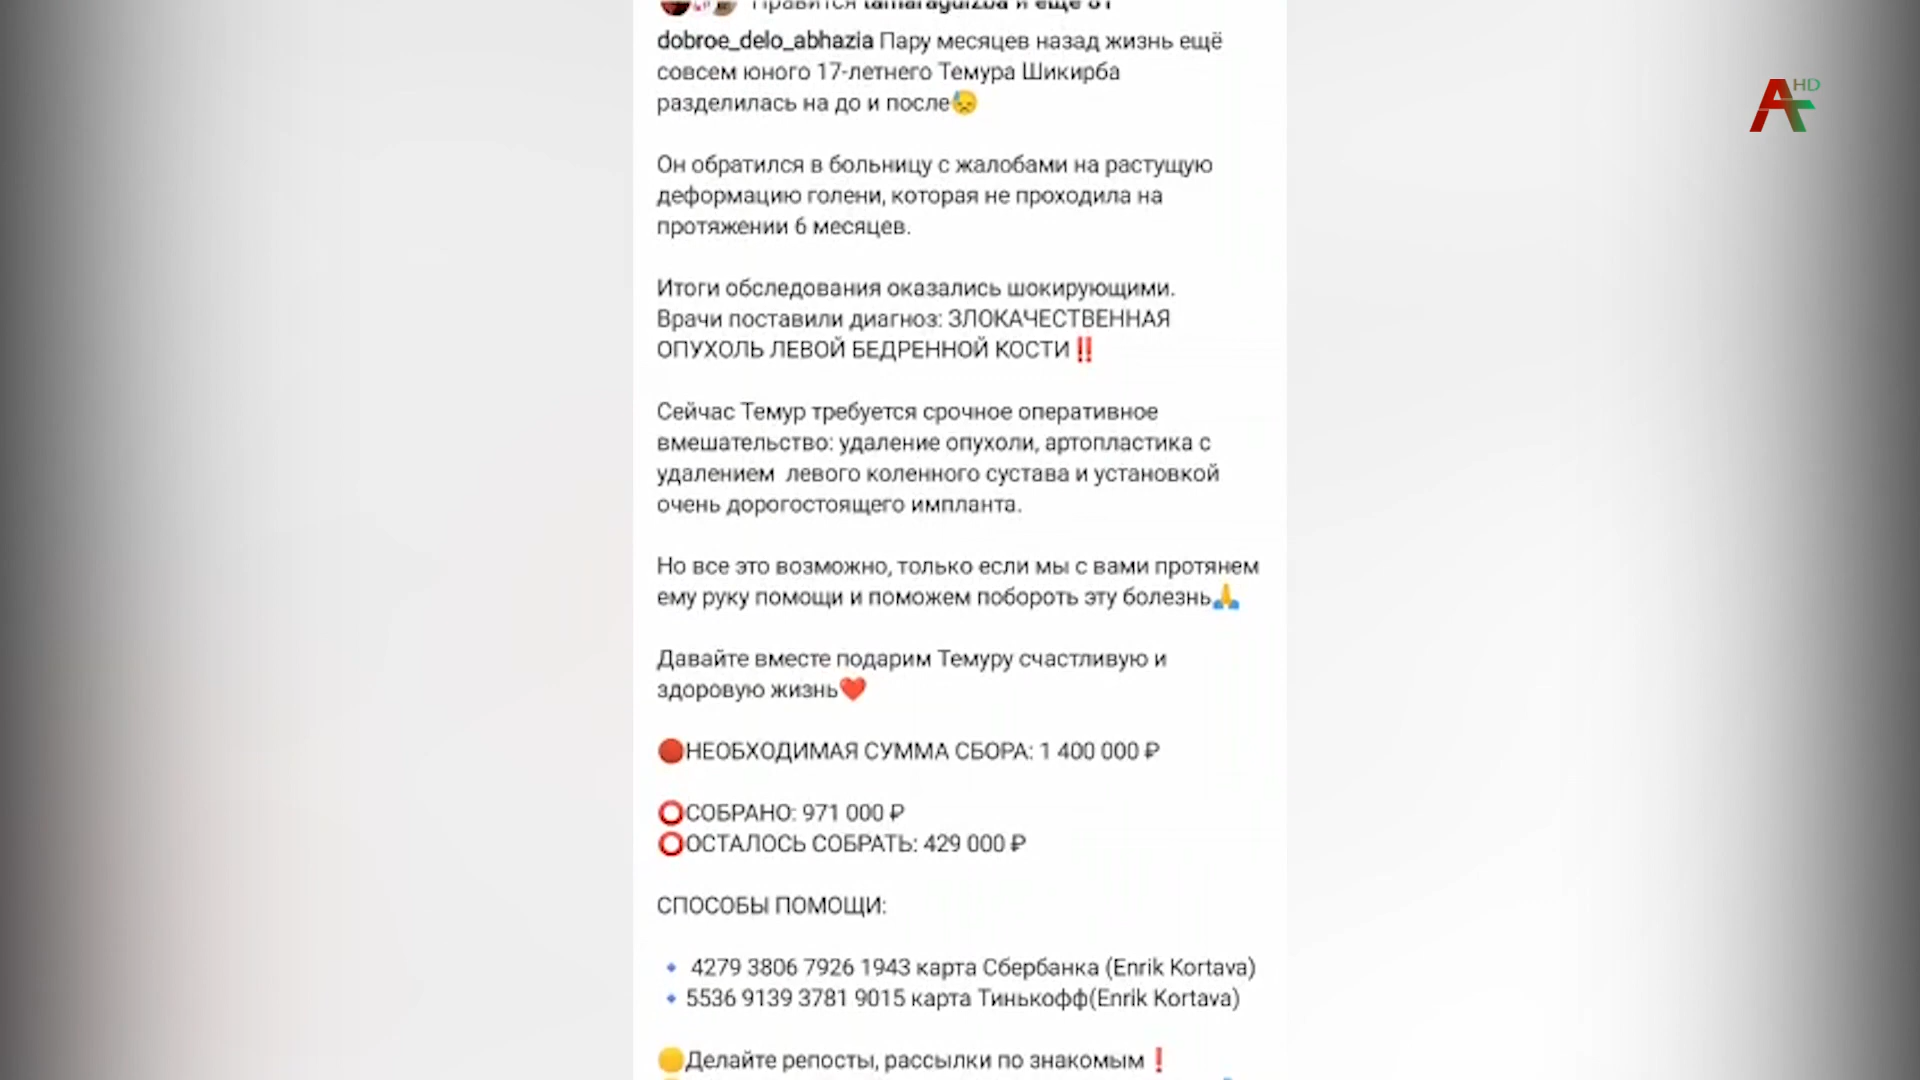 Нравится tamaraguizba и ещё 81
dobroe_delo_abhazia Пару месяцев назад жизнь ещё
совсем юного 17-летнего Темура Шикирба
разделилась на до и после😓
Он обратился в больницу с жалобами на растущую
деформацию голени, которая не проходила на
протяжении 6 месяцев.
Итоги обследования оказались шокирующими.
Врачи поставили диагноз: ЗЛОКАЧЕСТВЕННАЯ
ОПУХОЛЬ ЛЕВОЙ БЕДРЕННОЙ КОСТИ‼️
Сейчас Темур требуется срочное оперативное
вмешательство: удаление опухоли, артопластика с
удалением левого коленного сустава и установкой
очень дорогостоящего импланта.
Но все это возможно, только если мы с вами протянем
ему руку помощи и поможем побороть эту болезнь🙏
Давайте вместе подарим Темуру счастливую и
здоровую жизнь❤️
🔴НЕОБХОДИМАЯ СУММА СБОРА: 1 400 000 ₽
⭕СОБРАНО: 971 000 ₽
⭕ОСТАЛОСЬ СОБРАТЬ: 429 000 ₽
СПОСОБЫ ПОМОЩИ:
🔹 4279 3806 7926 1943 карта Сбербанка (Enrik Kortava)
🔹5536 9139 3781 9015 карта Тинькофф(Enrik Kortava)
🟡Делайте репосты, рассылки по знакомым❗
HD